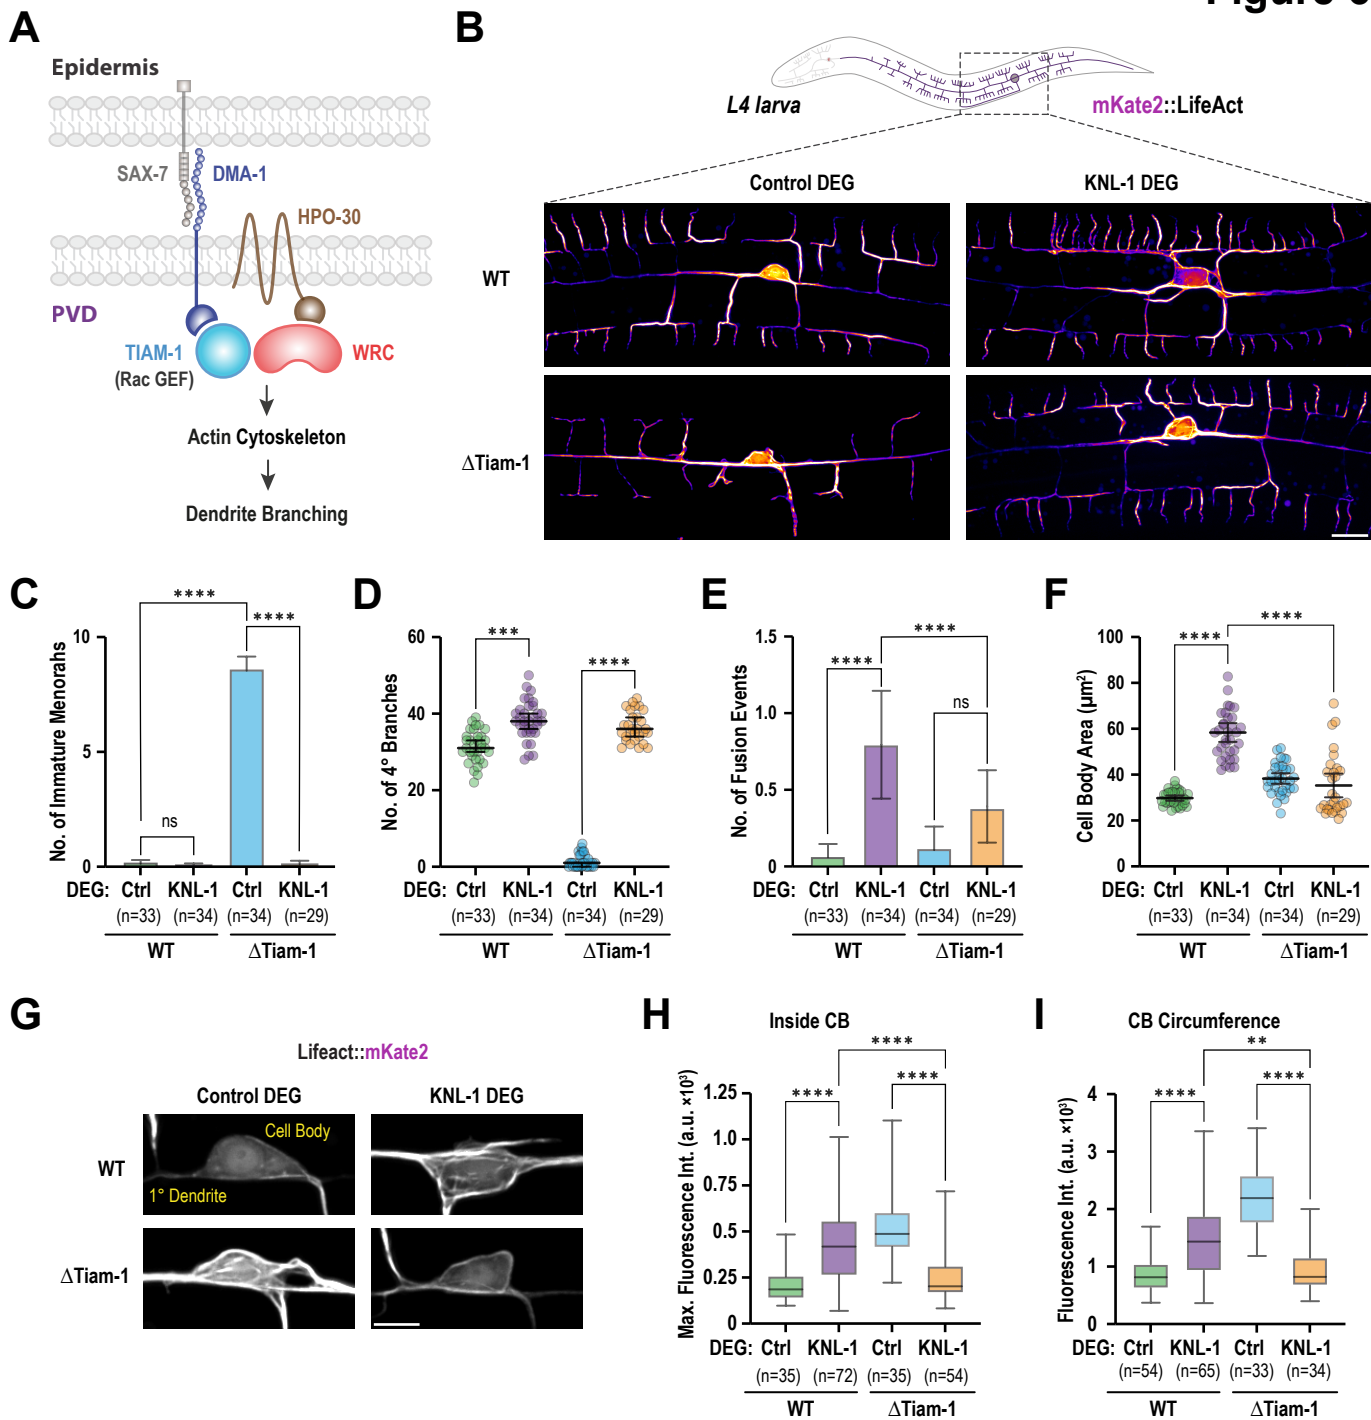 A
Epidermis
SAX-7
DMA-1
HPO-30
PVD
TIAM-1
(Rac GEF)
WRC
Actin Cytoskeleton
Dendrite Branching
B
L4 larva
mKate2::LifeAct
Control DEG
KNL-1 DEG
WT
ΔTiam-1
C
No. of Immature Menorahs
10
5
0
****
****
ns
DEG: Ctrl KNL-1 Ctrl KNL-1
(n=33) (n=34) (n=34) (n=29)
WT ΔTiam-1
D
No. of 4° Branches
60
40
20
0
***
****
Ctrl KNL-1 Ctrl KNL-1
(n=33) (n=34) (n=34) (n=29)
WT ΔTiam-1
E
No. of Fusion Events
1.5
1.0
0.5
0
****
****
ns
Ctrl KNL-1 Ctrl KNL-1
(n=33) (n=34) (n=34) (n=29)
WT ΔTiam-1
F
Cell Body Area (µm²)
100
80
60
40
20
0
****
****
Ctrl KNL-1 Ctrl KNL-1
(n=33) (n=34) (n=34) (n=29)
WT ΔTiam-1
G
Lifeact::mKate2
Control DEG
KNL-1 DEG
WT
Cell Body
1° Dendrite
ΔTiam-1
H
Inside CB
Max. Fluorescence Int. (a.u. ×10³)
1.25
1.0
0.75
0.5
0.25
0
****
****
****
DEG: Ctrl KNL-1 Ctrl KNL-1
(n=35) (n=72) (n=35) (n=54)
WT ΔTiam-1
I
CB Circumference
Fluorescence Int. (a.u. ×10³)
4
3
2
1
0
**
****
****
DEG: Ctrl KNL-1 Ctrl KNL-1
(n=54) (n=65) (n=33) (n=34)
WT ΔTiam-1